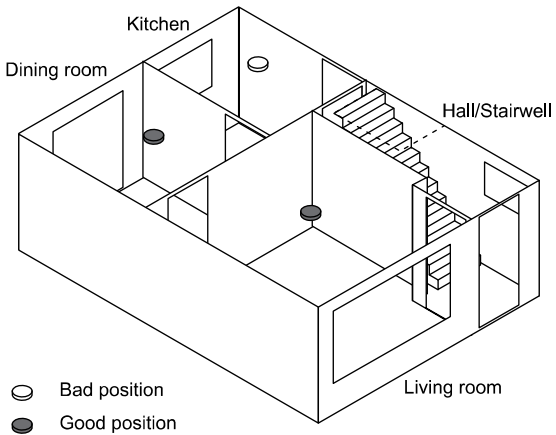 Kitchen
Dining room
Hall/Stairwell
Living room
Bad position
Good position